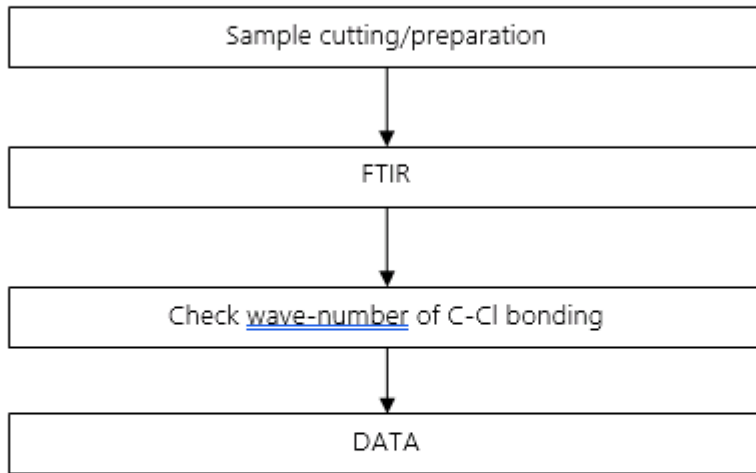 Sample cutting/preparation
FTIR
Check wave-number of C-Cl bonding
DATA